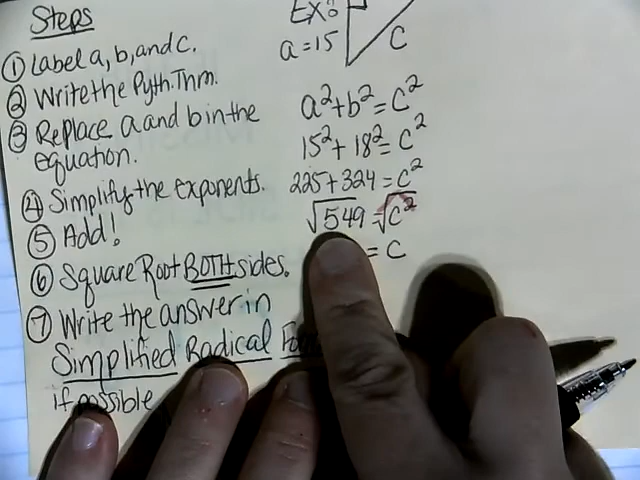 Steps
① Label a, b, and c.
② Write the Pyth. Thm.
③ Replace a and b in the
equation.
④ Simplify the exponents.
⑤ Add!
⑥ Square Root BOTH sides.
⑦ Write the answer in
Simplified Radical
if possible
Ex:
a = 15
C
a² + b² = c²
15² + 18² = c²
225 + 324 = c²
√549 = √c²
= c